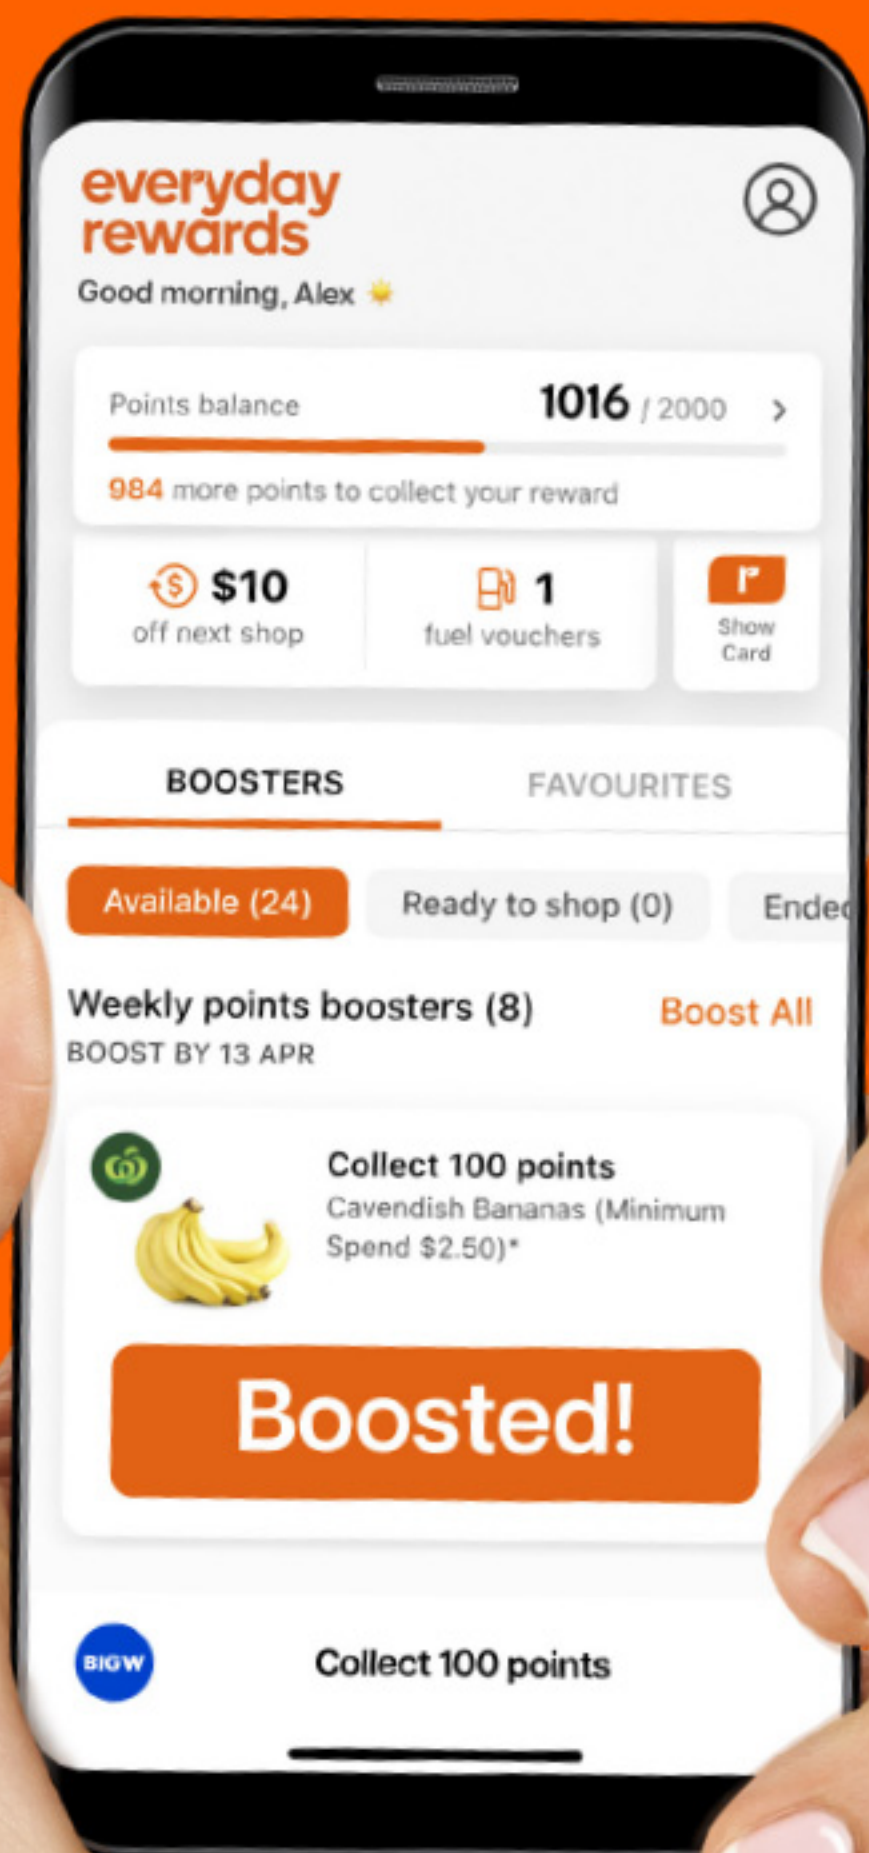 everyday
rewards
Good morning, Alex
Points balance 1016 / 2000
984 more points to collect your reward
$10
off next shop
1
fuel vouchers
Show
Card
BOOSTERS FAVOURITES
Available (24) Ready to shop (0) Ended
Weekly points boosters (8) Boost All
BOOST BY 13 APR
Collect 100 points
Cavendish Bananas (Minimum
Spend $2.50)*
Boosted!
BIGW
Collect 100 points